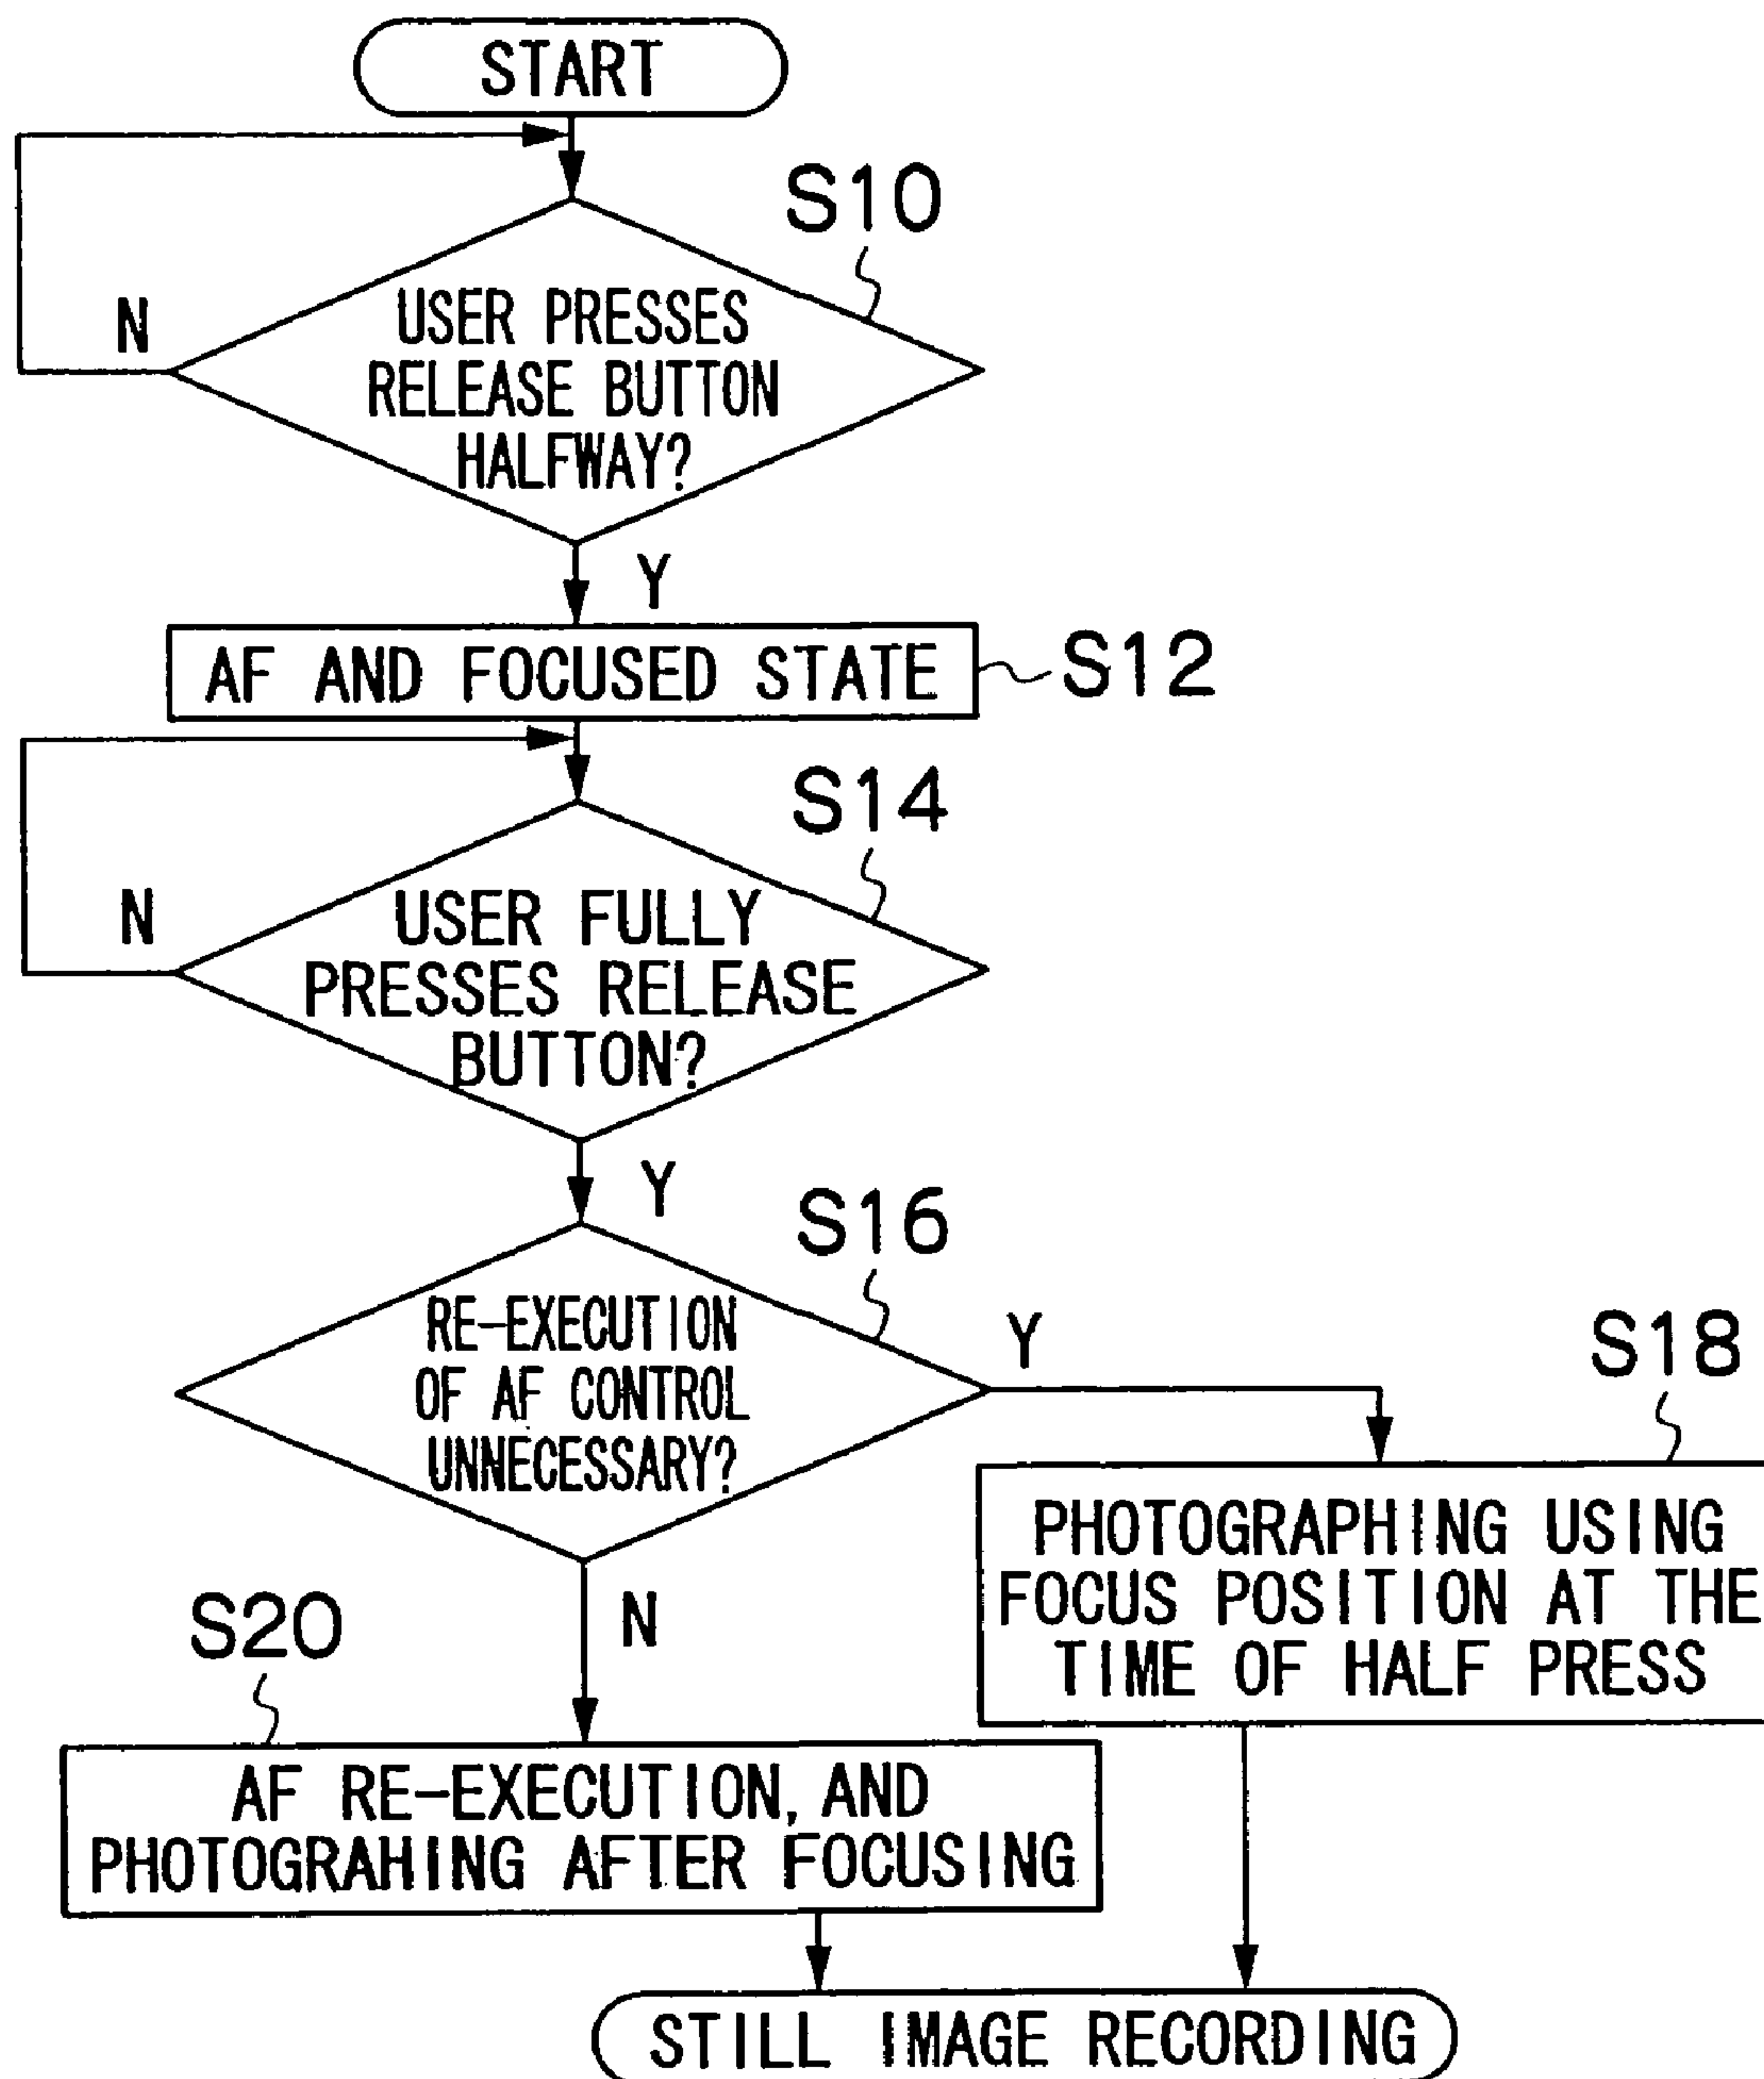 START
S10
USER PRESSES
RELEASE BUTTON
HALFWAY?
N
Y
AF AND FOCUSED STATE
S12
S14
USER FULLY
PRESSES RELEASE
BUTTON?
N
Y
S16
RE-EXECUTION
OF AF CONTROL
UNNECESSARY?
Y
S18
PHOTOGRAPHING USING
FOCUS POSITION AT THE
TIME OF HALF PRESS
N
S20
AF RE-EXECUTION, AND
PHOTOGRAHING AFTER FOCUSING
STILL IMAGE RECORDING